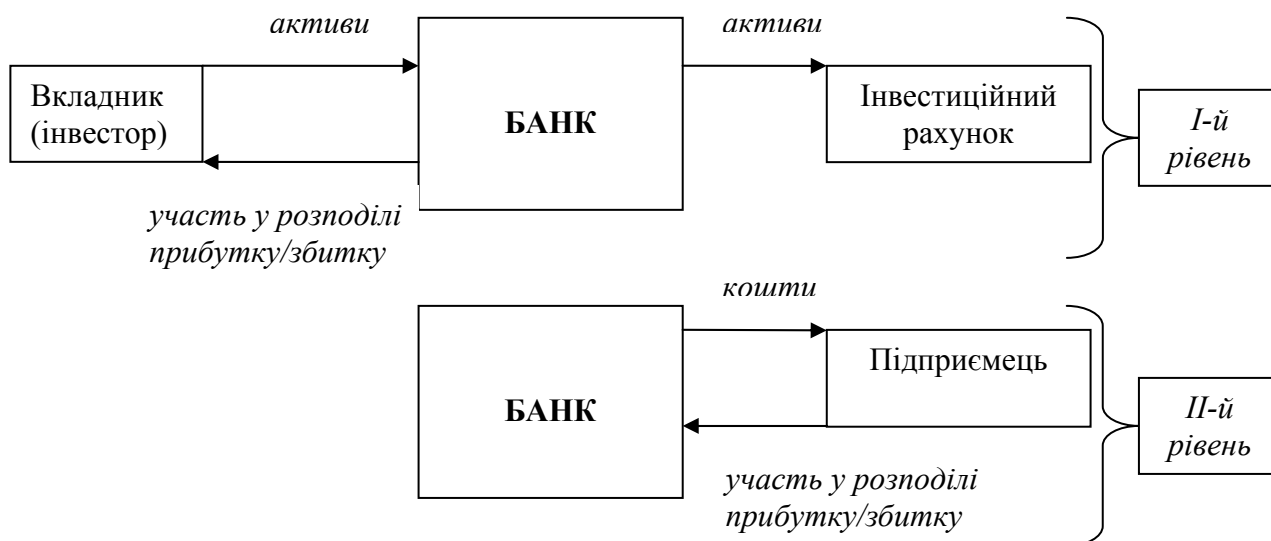 активи
активи
Вкладник
(інвестор)
БАНК
Інвестиційний
рахунок
І-й
рівень
участь у розподілі
прибутку/збитку
кошти
Підприємець
БАНК
ІІ-й
рівень
участь у розподілі
прибутку/збитку